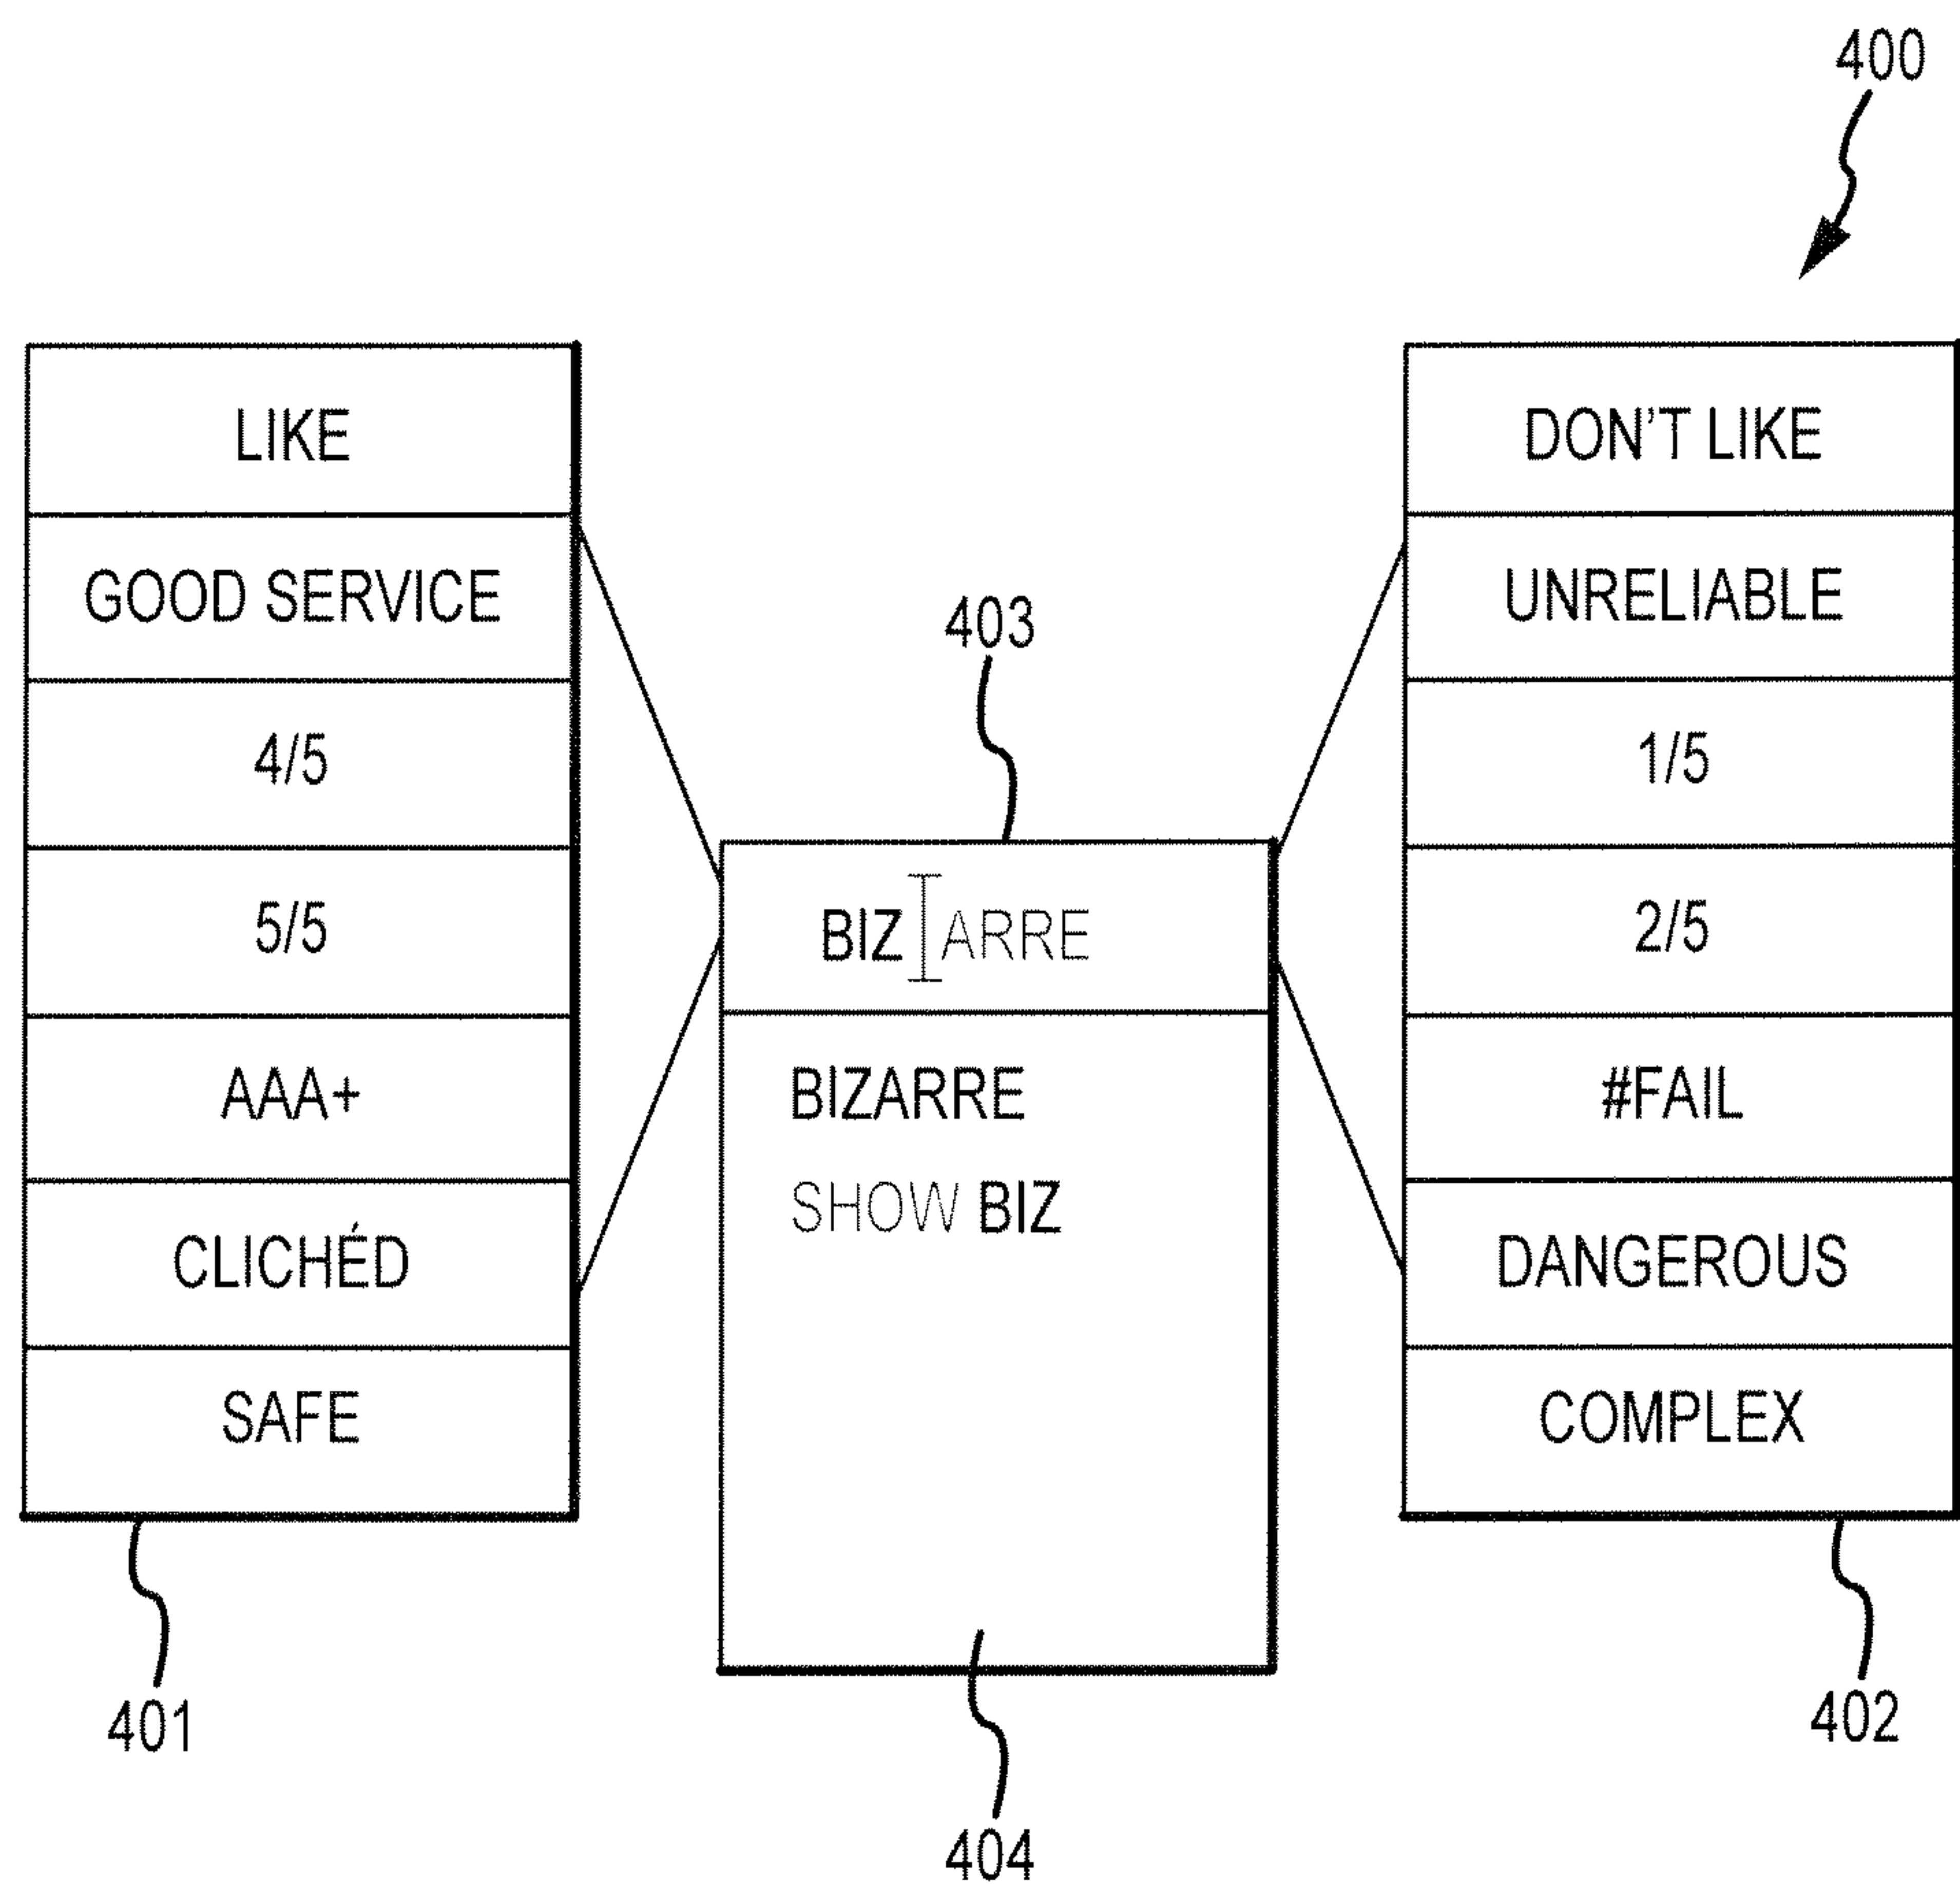 400
LIKE
GOOD SERVICE
4/5
5/5
AAA+
CLICHÉD
SAFE
401
403
BIZ ARRE
BIZARRE
SHOW BIZ
404
DON'T LIKE
UNRELIABLE
1/5
2/5
#FAIL
DANGEROUS
COMPLEX
402